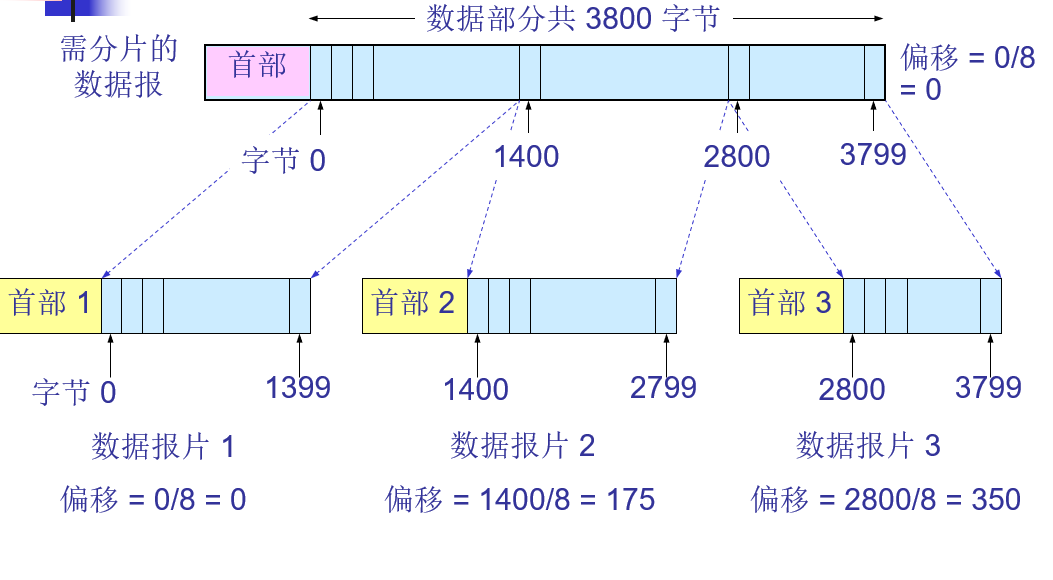 数据部分共 3800 字节
需分片的
数据报
首部
偏移 = 0/8
= 0
字节 0
1400
2800
3799
首部 1
首部 2
首部 3
字节 0
1399
1400
2799
2800
3799
数据报片 1
数据报片 2
数据报片 3
偏移 = 0/8 = 0
偏移 = 1400/8 = 175
偏移 = 2800/8 = 350